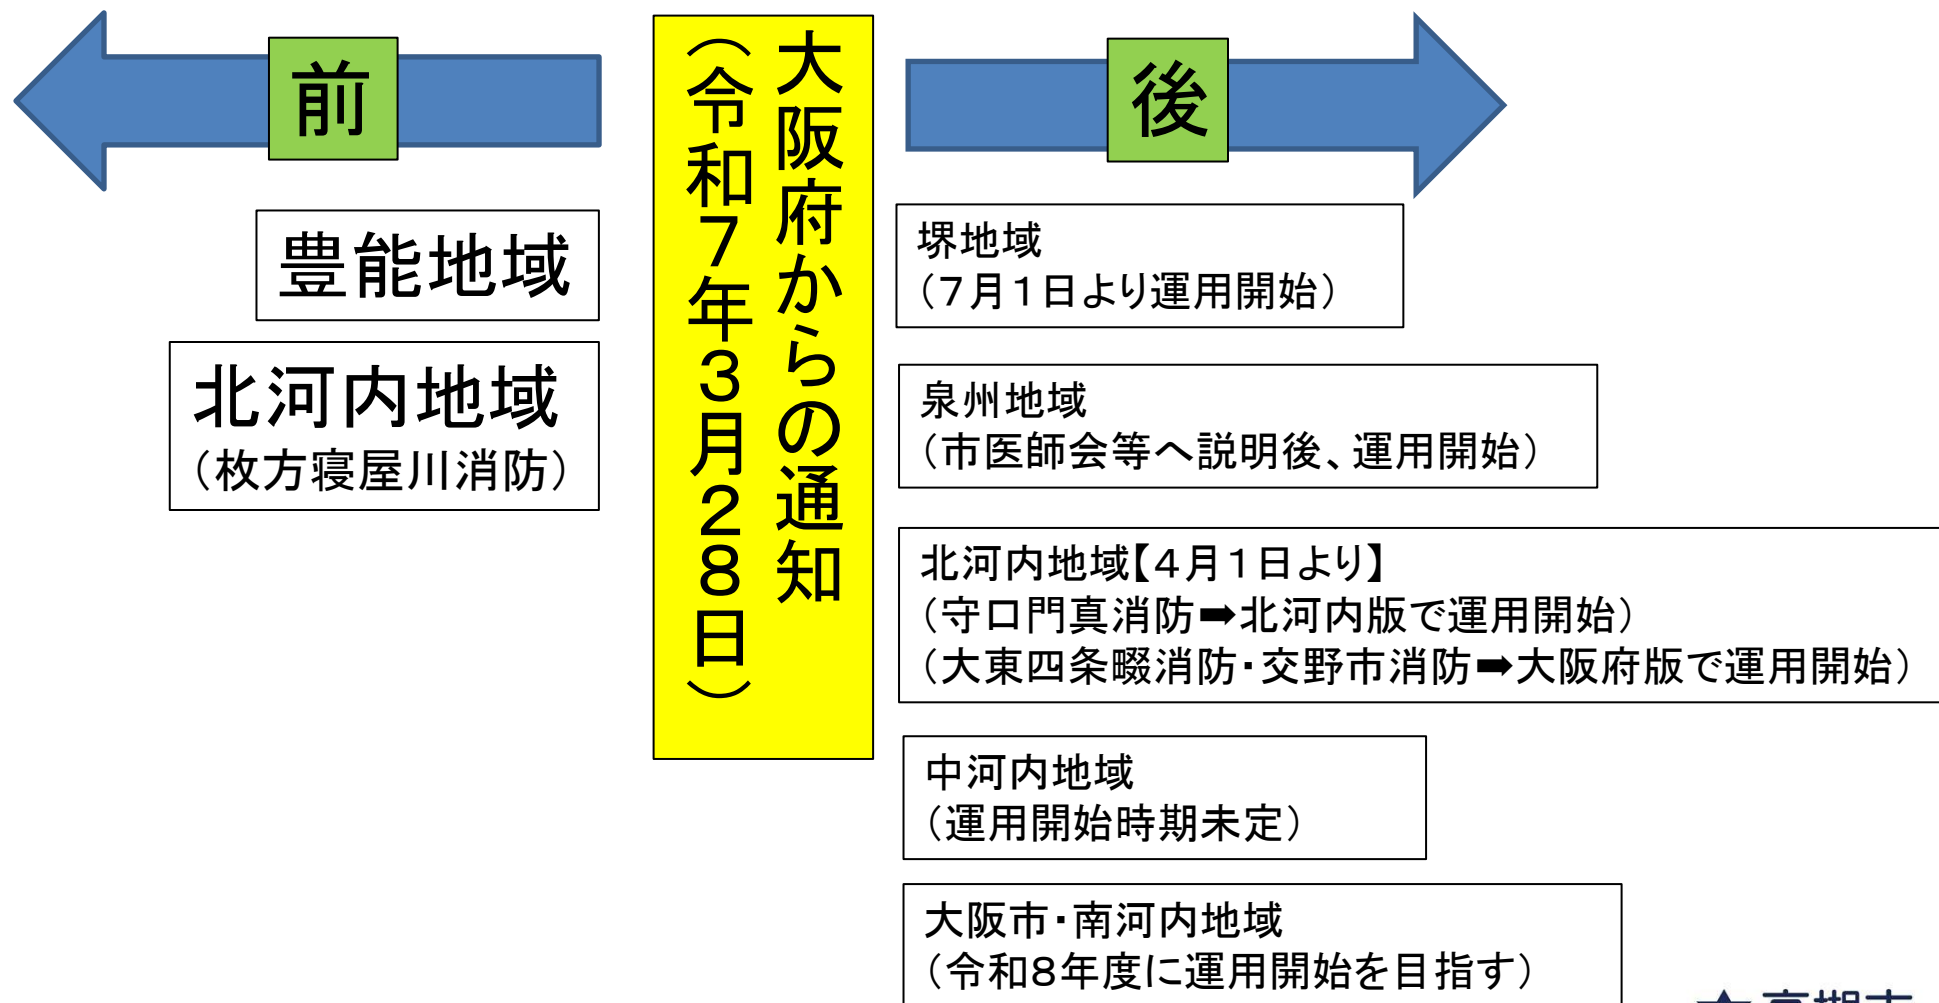 前
豊能地域
北河内地域
（枚方寝屋川消防）
大阪府からの通知
（令和７年３月２８日）
後
堺地域
（７月１日より運用開始）
泉州地域
（市医師会等へ説明後、運用開始）
北河内地域【４月１日より】
（守口門真消防➡北河内版で運用開始）
（大東四条畷消防・交野市消防➡大阪府版で運用開始）
中河内地域
（運用開始時期未定）
大阪市・南河内地域
（令和８年度に運用開始を目指す）